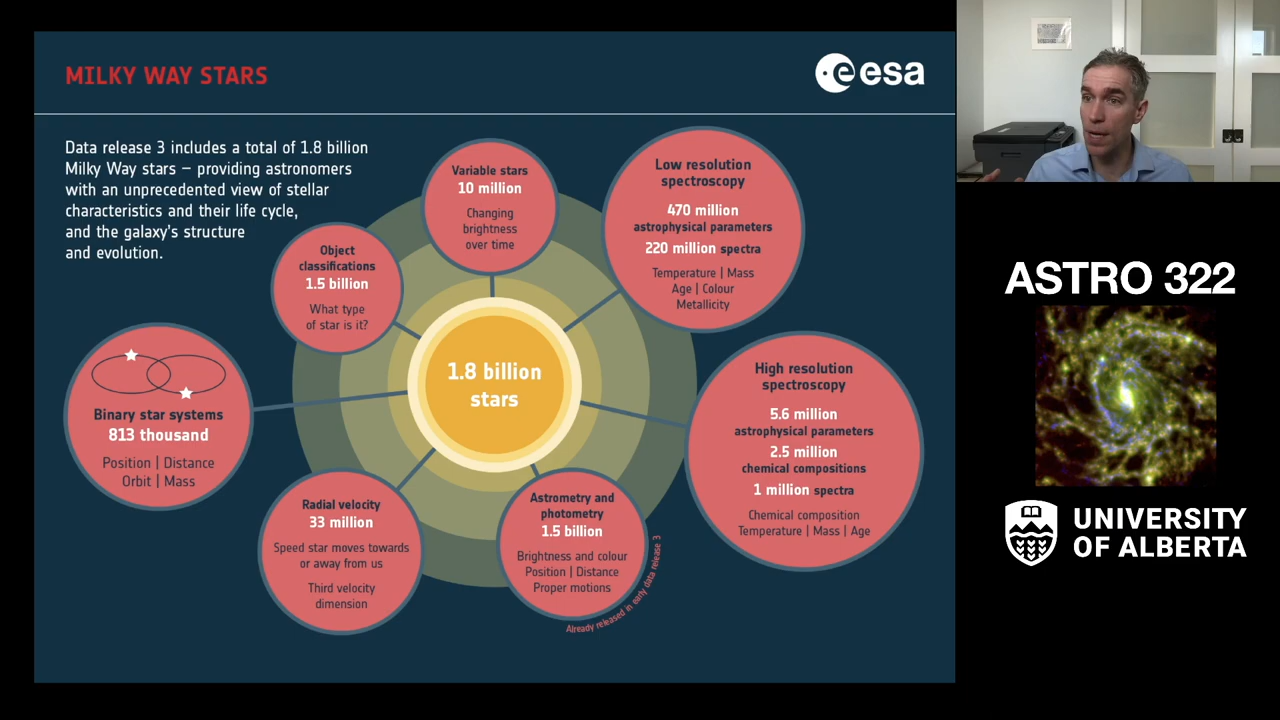 MILKY WAY STARS
esa
Data release 3 includes a total of 1.8 billion
Milky Way stars – providing astronomers
with an unprecedented view of stellar
characteristics and their life cycle,
and the galaxy's structure
and evolution.
Variable stars
10 million
Changing
brightness
over time
Low resolution
spectroscopy
470 million
astrophysical parameters
220 million spectra
Temperature | Mass
Age | Colour
Metallicity
Object
classifications
1.5 billion
What type
of star is it?
1.8 billion
stars
High resolution
spectroscopy
5.6 million
astrophysical parameters
2.5 million
chemical compositions
1 million spectra
Chemical composition
Temperature | Mass | Age
Binary star systems
813 thousand
Position | Distance
Orbit | Mass
Radial velocity
33 million
Speed star moves towards
or away from us
Third velocity
dimension
Astrometry and
photometry
1.5 billion
Brightness and colour
Position | Distance
Proper motions
Already released in early data release 3
ASTRO 322
UNIVERSITY
OF ALBERTA